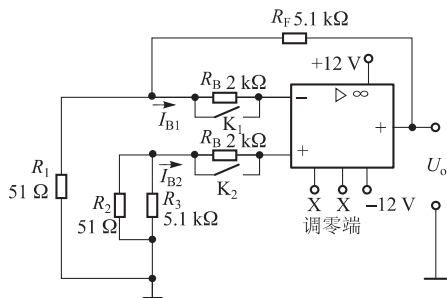 R_F 5.1 kΩ
+12 V
R_B 2 kΩ
− ▷ ∞
I_B1
K_1
R_B 2 kΩ
+
+
I_B2
K_2
U_o
R_1
51 Ω
R_2
51 Ω
R_3
5.1 kΩ
X X −12 V
调零端